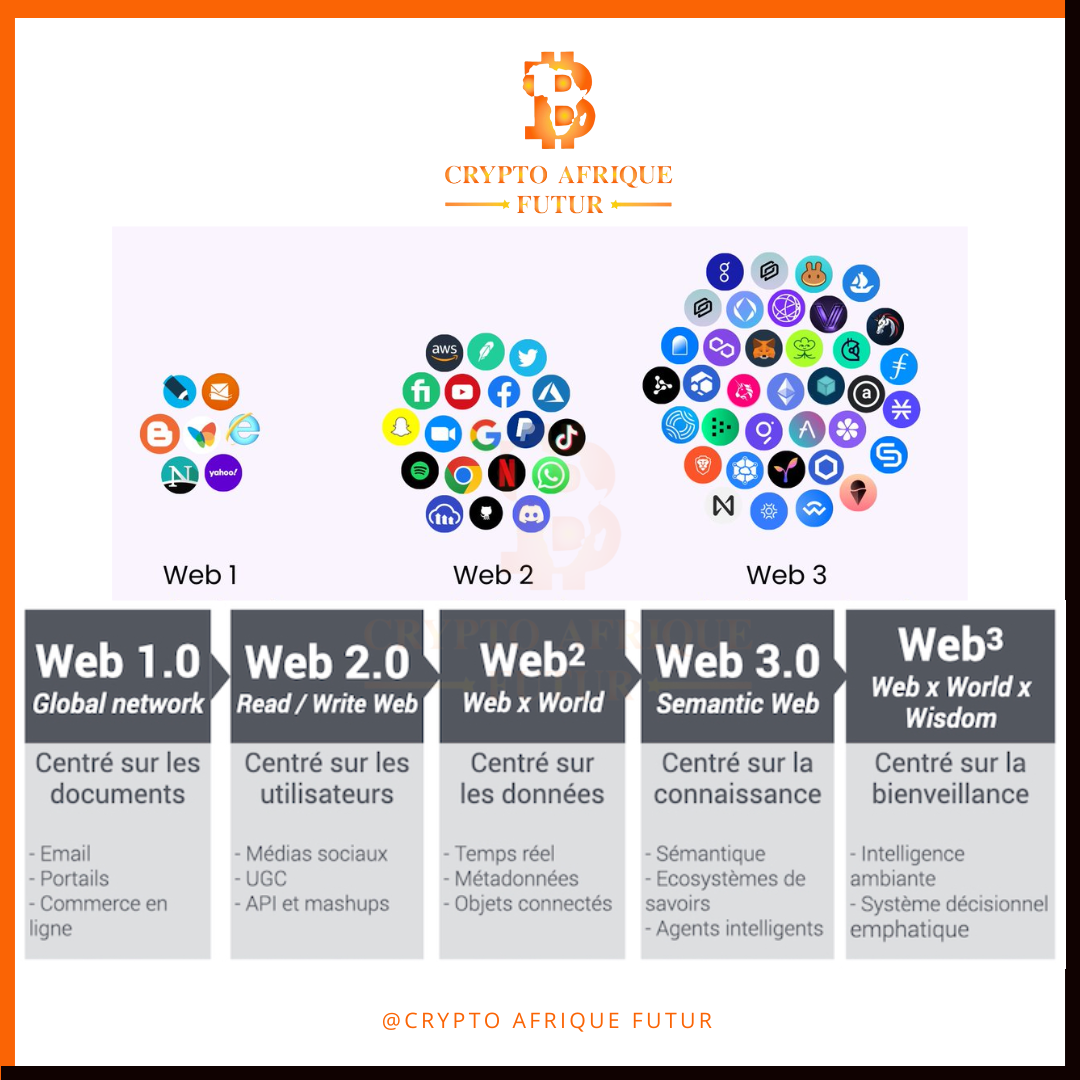 CRYPTO AFRIQUE
FUTUR
aws
yahoo!
Web 1
Web 2
Web 3
CRYPTO AFRIQUE
FUTUR
Web 1.0
Global network
Centré sur les
documents
- Email
- Portails
- Commerce en
ligne
Web 2.0
Read / Write Web
Centré sur les
utilisateurs
- Médias sociaux
- UGC
- API et mashups
Web²
Web x World
Centré sur
les données
- Temps réel
- Métadonnées
- Objets connectés
Web 3.0
Semantic Web
Centré sur la
connaissance
- Sémantique
- Ecosystèmes de
savoirs
- Agents intelligents
Web³
Web x World x
Wisdom
Centré sur la
bienveillance
- Intelligence
ambiante
- Système décisionnel
emphatique
@CRYPTO AFRIQUE FUTUR